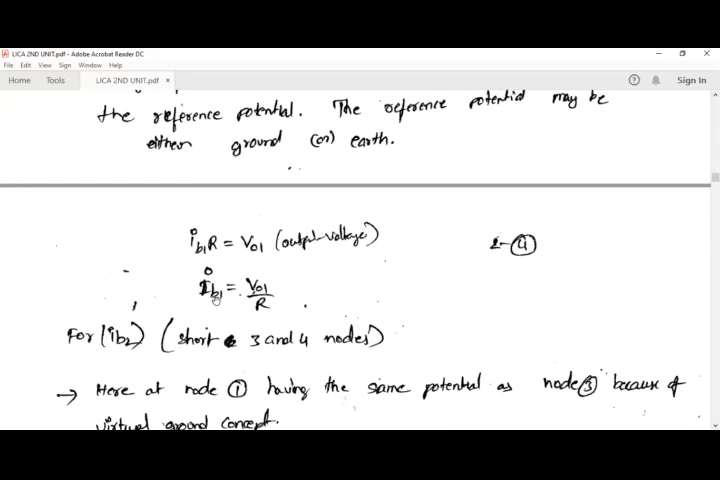 LICA 2ND UNIT.pdf - Adobe Acrobat Reader DC
File Edit View Sign Window Help
Home Tools LICA 2ND UNIT.pdf × Sign In
the reference potential. The reference potential may be
either ground (or) earth.
i_b1 R = V01 (output voltage) 2-④
I_b1 = V01/R
For (ib2) (short 3 and 4 nodes)
→ Here at node ① having the same potential as node ③ because of
virtual ground concept.